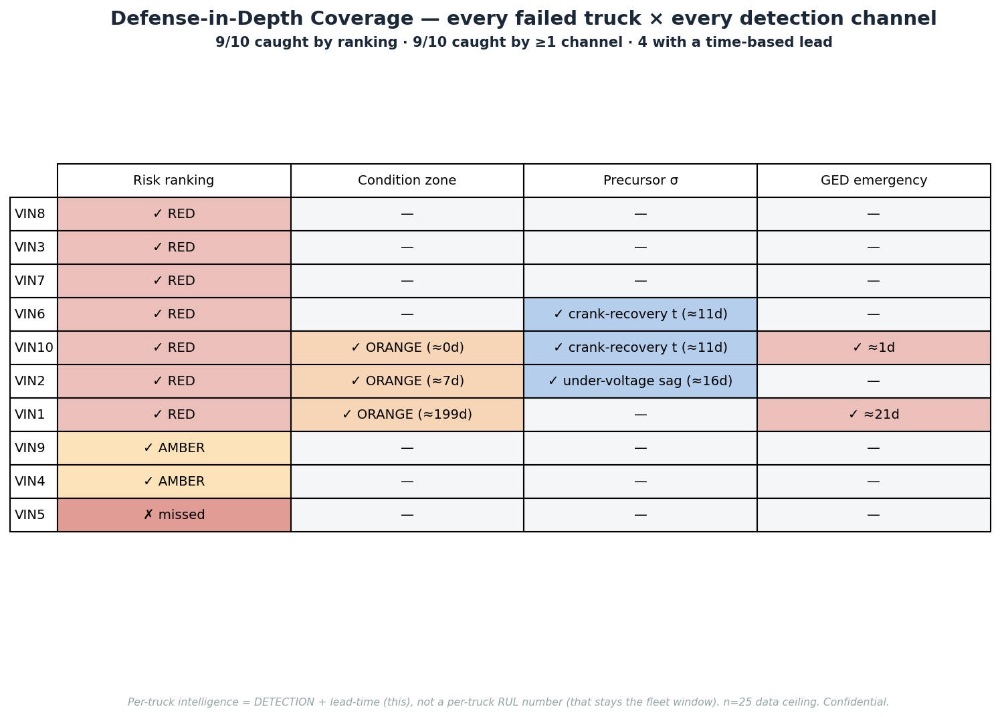 Defense-in-Depth Coverage — every failed truck × every detection channel
9/10 caught by ranking · 9/10 caught by ≥1 channel · 4 with a time-based lead
Risk ranking Condition zone Precursor σ GED emergency
VIN8 ✓ RED — — —
VIN3 ✓ RED — — —
VIN7 ✓ RED — — —
VIN6 ✓ RED — ✓ crank-recovery t (≈11d) —
VIN10 ✓ RED ✓ ORANGE (≈0d) ✓ crank-recovery t (≈11d) ✓ ≈1d
VIN2 ✓ RED ✓ ORANGE (≈7d) ✓ under-voltage sag (≈16d) —
VIN1 ✓ RED ✓ ORANGE (≈199d) — ✓ ≈21d
VIN9 ✓ AMBER — — —
VIN4 ✓ AMBER — — —
VIN5 ✗ missed — — —
Per-truck intelligence = DETECTION + lead-time (this), not a per-truck RUL number (that stays the fleet window). n=25 data ceiling. Confidential.